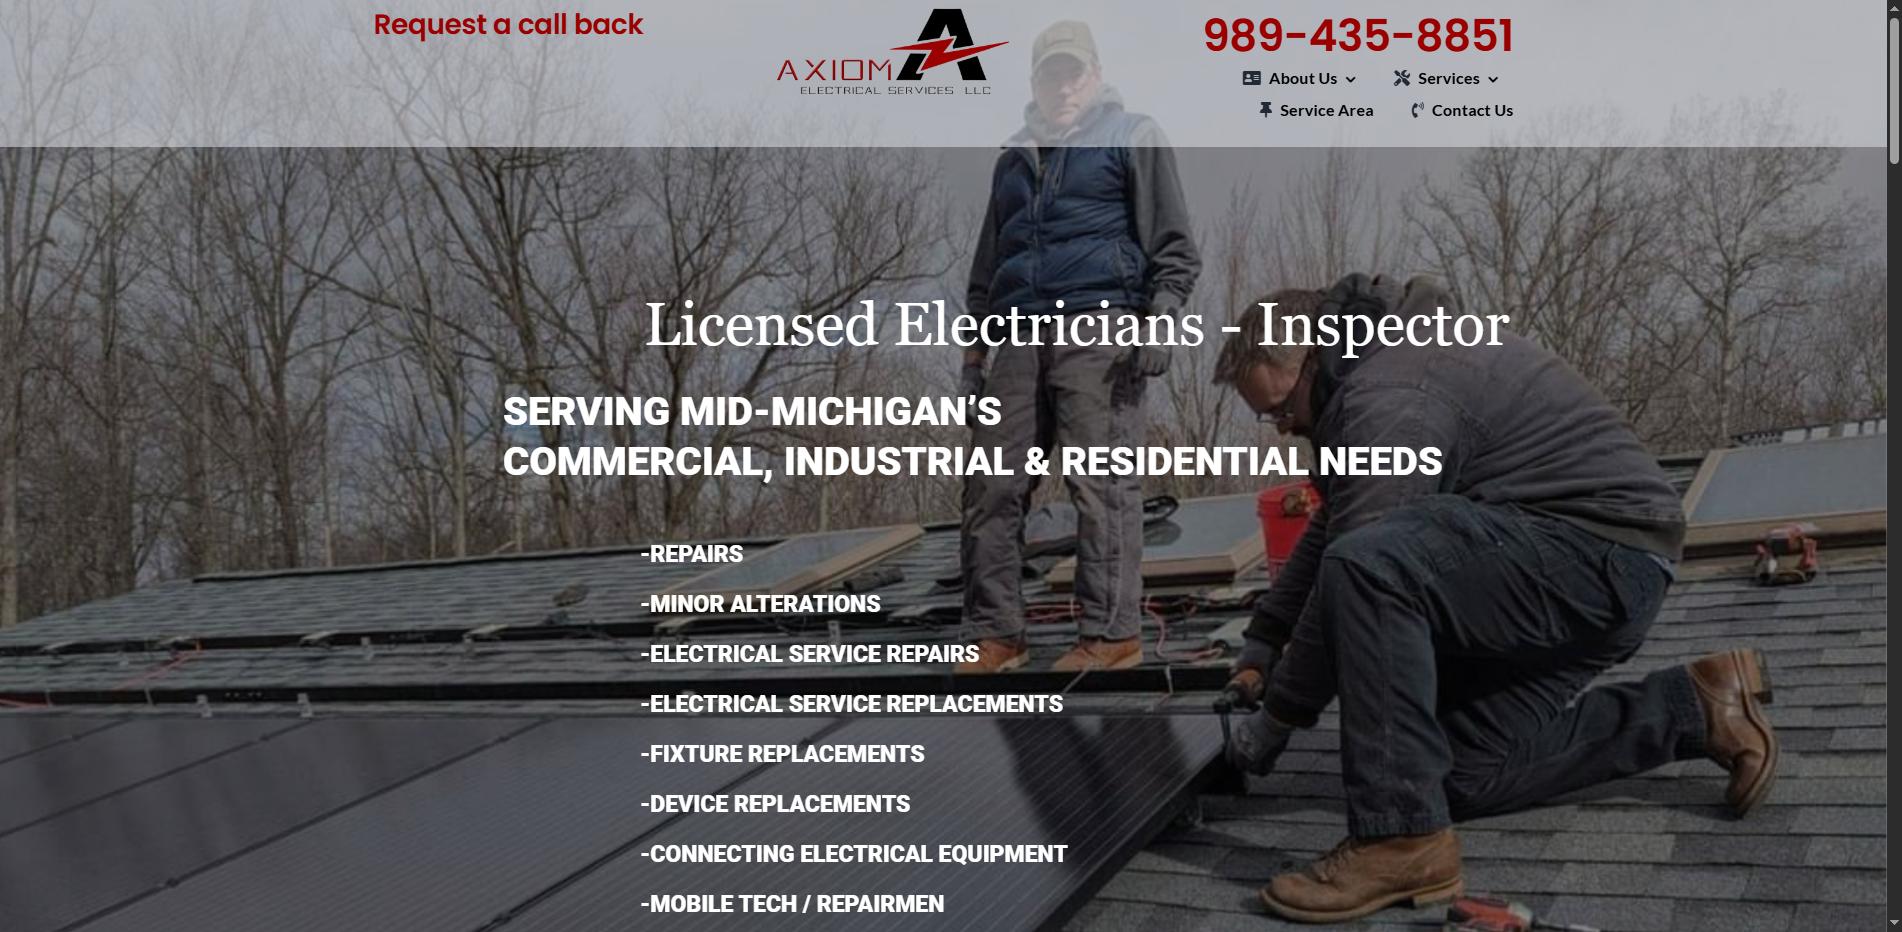 Request a call back
AXIOM
ELECTRICAL SERVICES LLC
989-435-8851
About Us
Services
Service Area
Contact Us
Licensed Electricians - Inspector
SERVING MID-MICHIGAN’S
COMMERCIAL, INDUSTRIAL & RESIDENTIAL NEEDS
-REPAIRS
-MINOR ALTERATIONS
-ELECTRICAL SERVICE REPAIRS
-ELECTRICAL SERVICE REPLACEMENTS
-FIXTURE REPLACEMENTS
-DEVICE REPLACEMENTS
-CONNECTING ELECTRICAL EQUIPMENT
-MOBILE TECH / REPAIRMEN